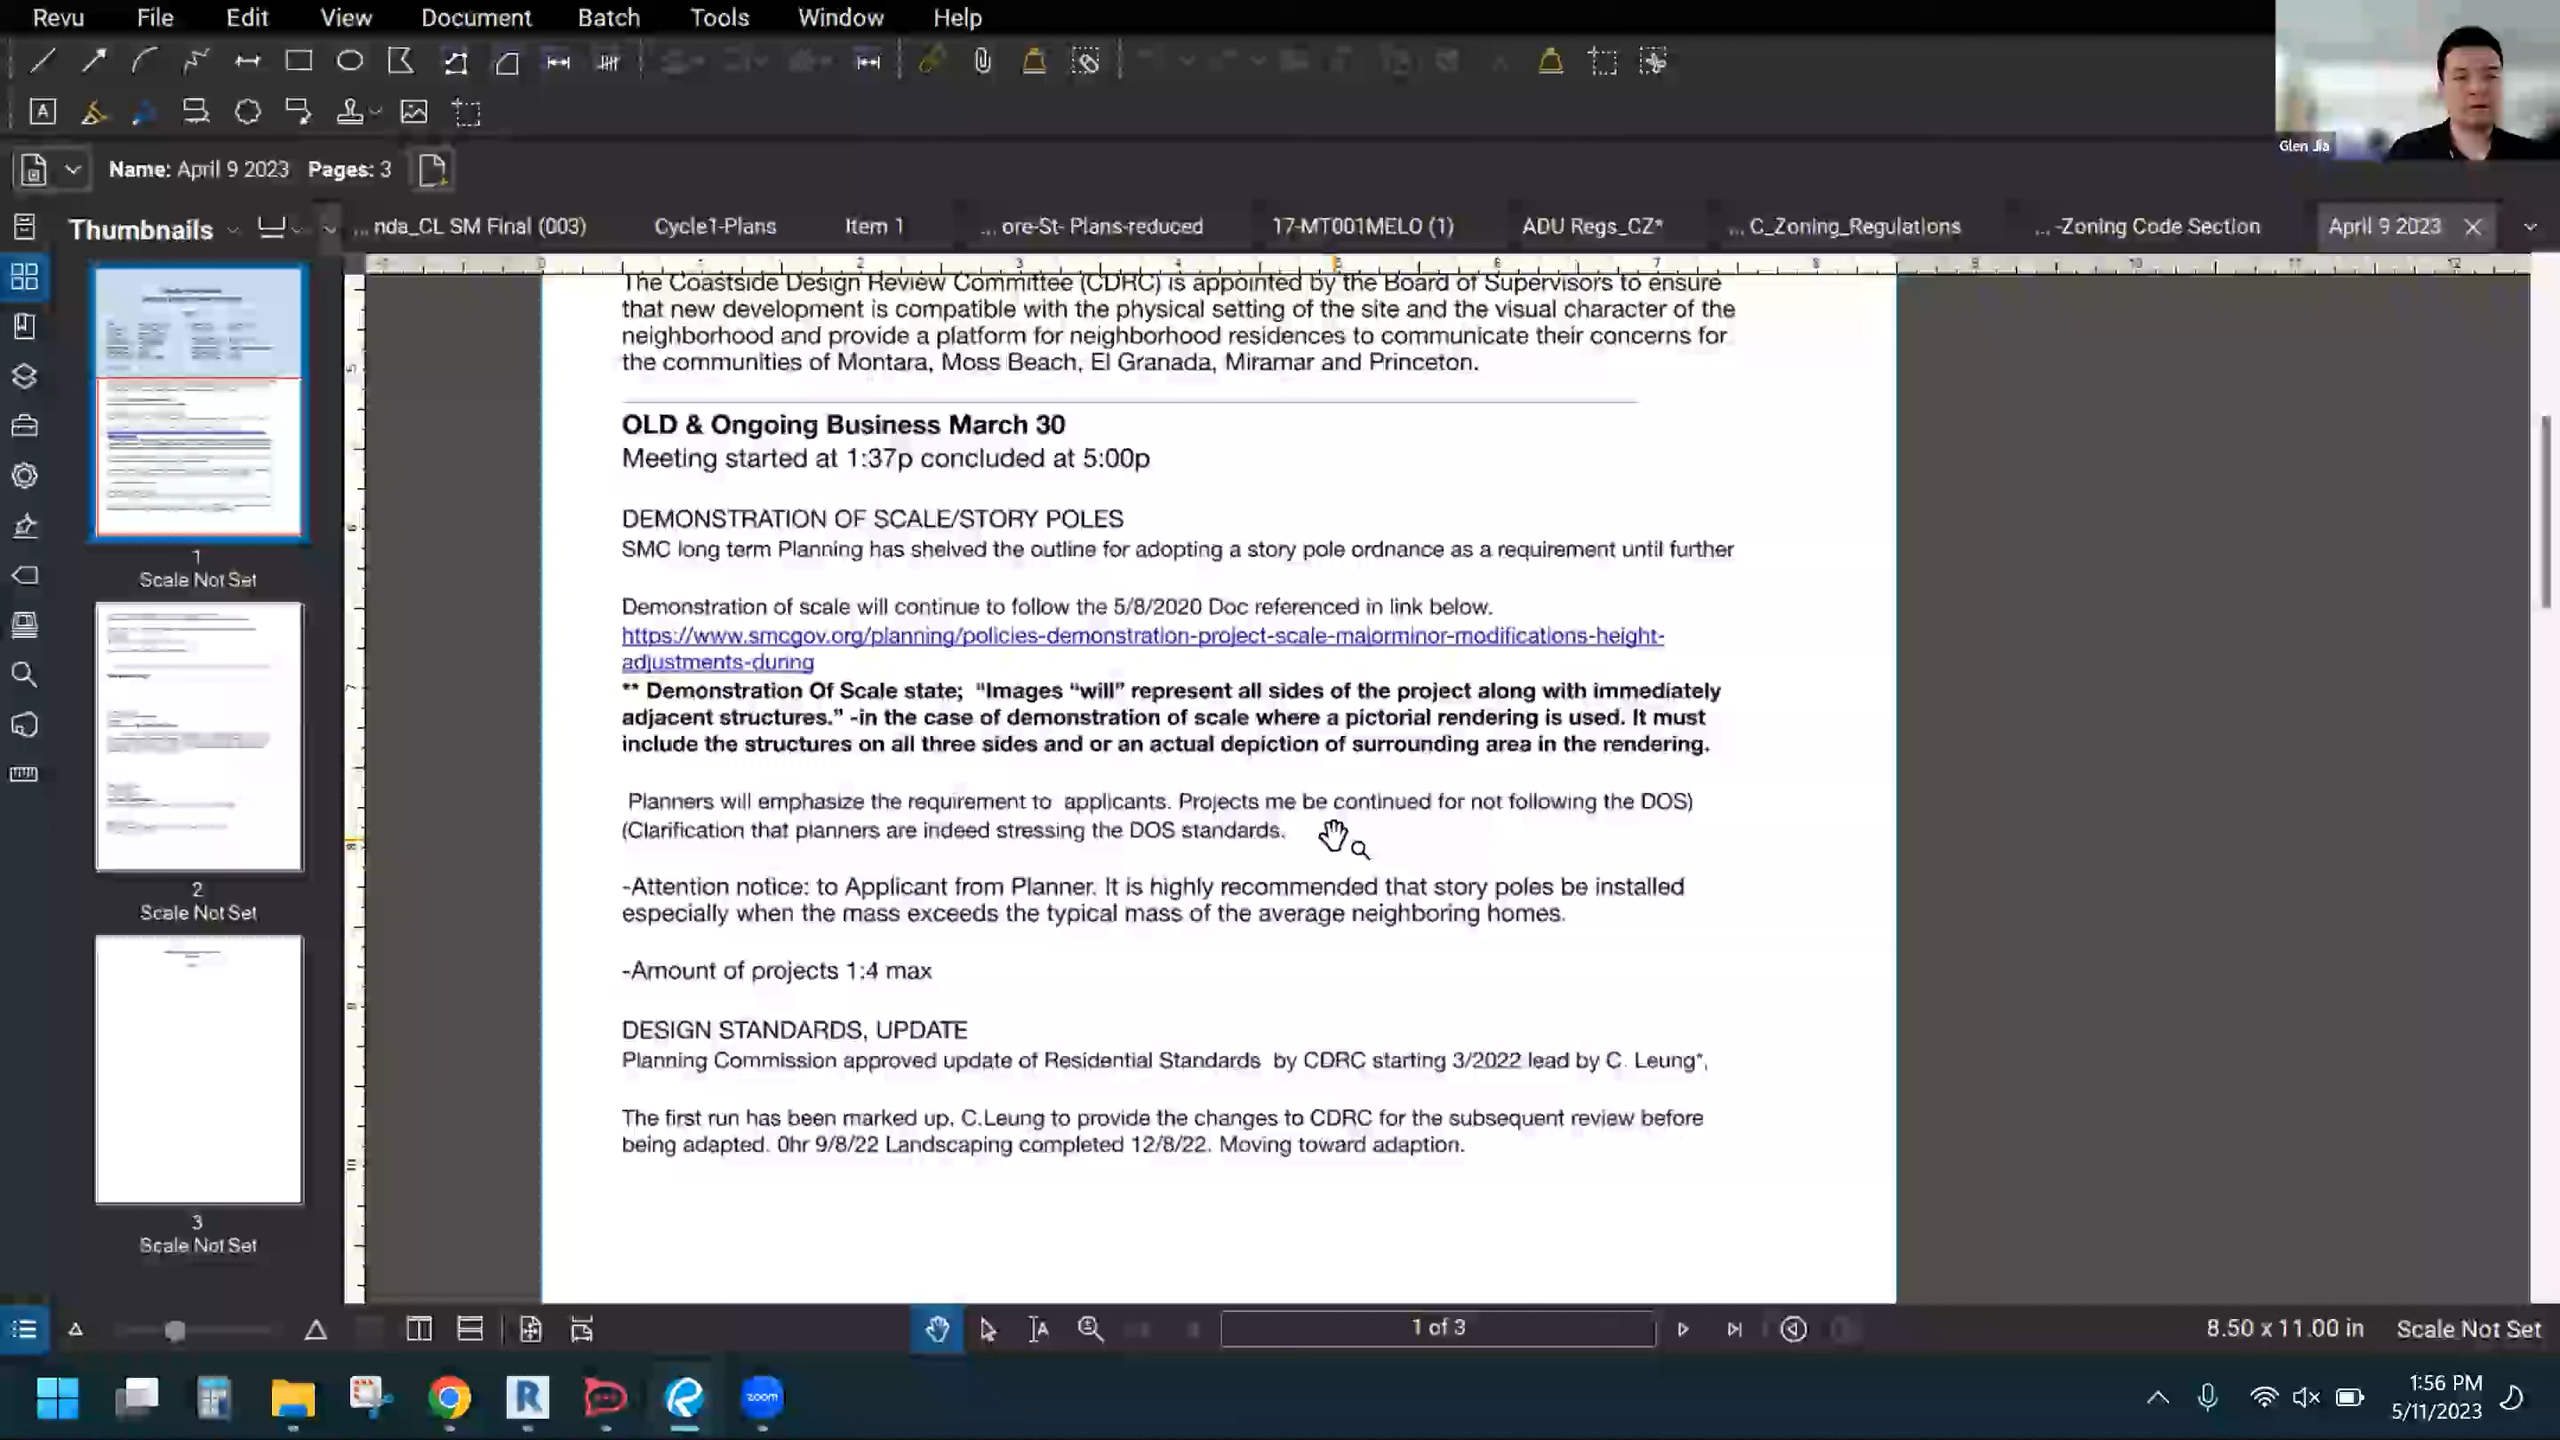 Revu File Edit View Document Batch Tools Window Help
Glen Jia
Name: April 9 2023 Pages: 3
Thumbnails
... nda_CL SM Final (003) Cycle1-Plans Item 1 ... ore-St- Plans-reduced 17-MT001MELO (1) ADU Regs_CZ* ... C_Zoning_Regulations ... -Zoning Code Section April 9 2023
The Coastside Design Review Committee (CDRC) is appointed by the Board of Supervisors to ensure
that new development is compatible with the physical setting of the site and the visual character of the
neighborhood and provide a platform for neighborhood residences to communicate their concerns for
the communities of Montara, Moss Beach, El Granada, Miramar and Princeton.
OLD & Ongoing Business March 30
Meeting started at 1:37p concluded at 5:00p
DEMONSTRATION OF SCALE/STORY POLES
SMC long term Planning has shelved the outline for adopting a story pole ordnance as a requirement until further
Demonstration of scale will continue to follow the 5/8/2020 Doc referenced in link below.
https://www.smcgov.org/planning/policies-demonstration-project-scale-majorminor-modifications-height-
adjustments-during
** Demonstration Of Scale state; "Images "will" represent all sides of the project along with immediately
adjacent structures." -in the case of demonstration of scale where a pictorial rendering is used. It must
include the structures on all three sides and or an actual depiction of surrounding area in the rendering.
Planners will emphasize the requirement to applicants. Projects me be continued for not following the DOS)
(Clarification that planners are indeed stressing the DOS standards.
-Attention notice: to Applicant from Planner. It is highly recommended that story poles be installed
especially when the mass exceeds the typical mass of the average neighboring homes.
-Amount of projects 1:4 max
DESIGN STANDARDS, UPDATE
Planning Commission approved update of Residential Standards by CDRC starting 3/2022 lead by C. Leung*,
The first run has been marked up. C.Leung to provide the changes to CDRC for the subsequent review before
being adapted. 0hr 9/8/22 Landscaping completed 12/8/22. Moving toward adaption.
1
Scale Not Set
2
Scale Not Set
3
Scale Not Set
1 of 3
8.50 x 11.00 in Scale Not Set
zoom
1:56 PM
5/11/2023